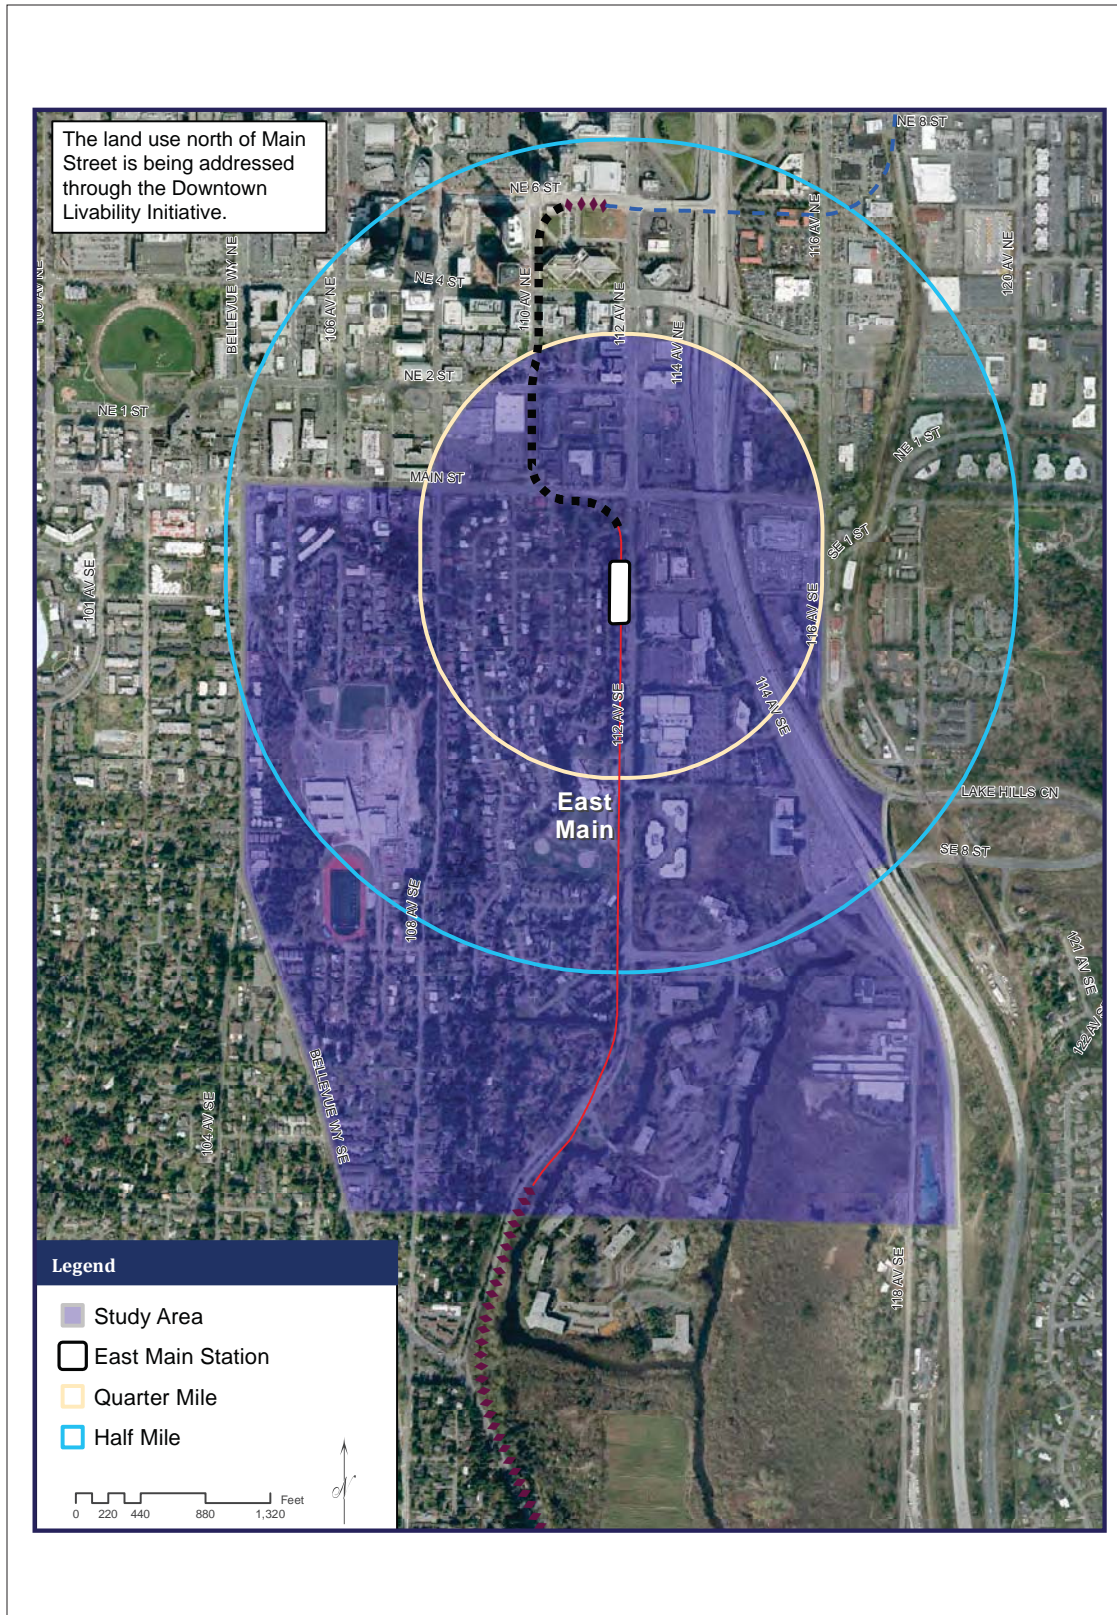 The land use north of Main
Street is being addressed
through the Downtown
Livability Initiative.
NE 8 ST
NE 6 ST
116 AV NE
120 AV NE
BELLEVUE WY NE
106 AV NE
NE 4 ST
110 AV NE
112 AV NE
114 AV NE
NE 2 ST
NE 1 ST
NE 1 ST
MAIN ST
SE 1 ST
101 AV SE
116 AV SE
114 AV SE
112 AV SE
East
Main
LAKE HILLS CN
SE 8 ST
108 AV SE
121 AV SE
BELLEVUE WY SE
104 AV SE
118 AV SE
Legend
Study Area
East Main Station
Quarter Mile
Half Mile
Feet
0 220 440 880 1,320
N